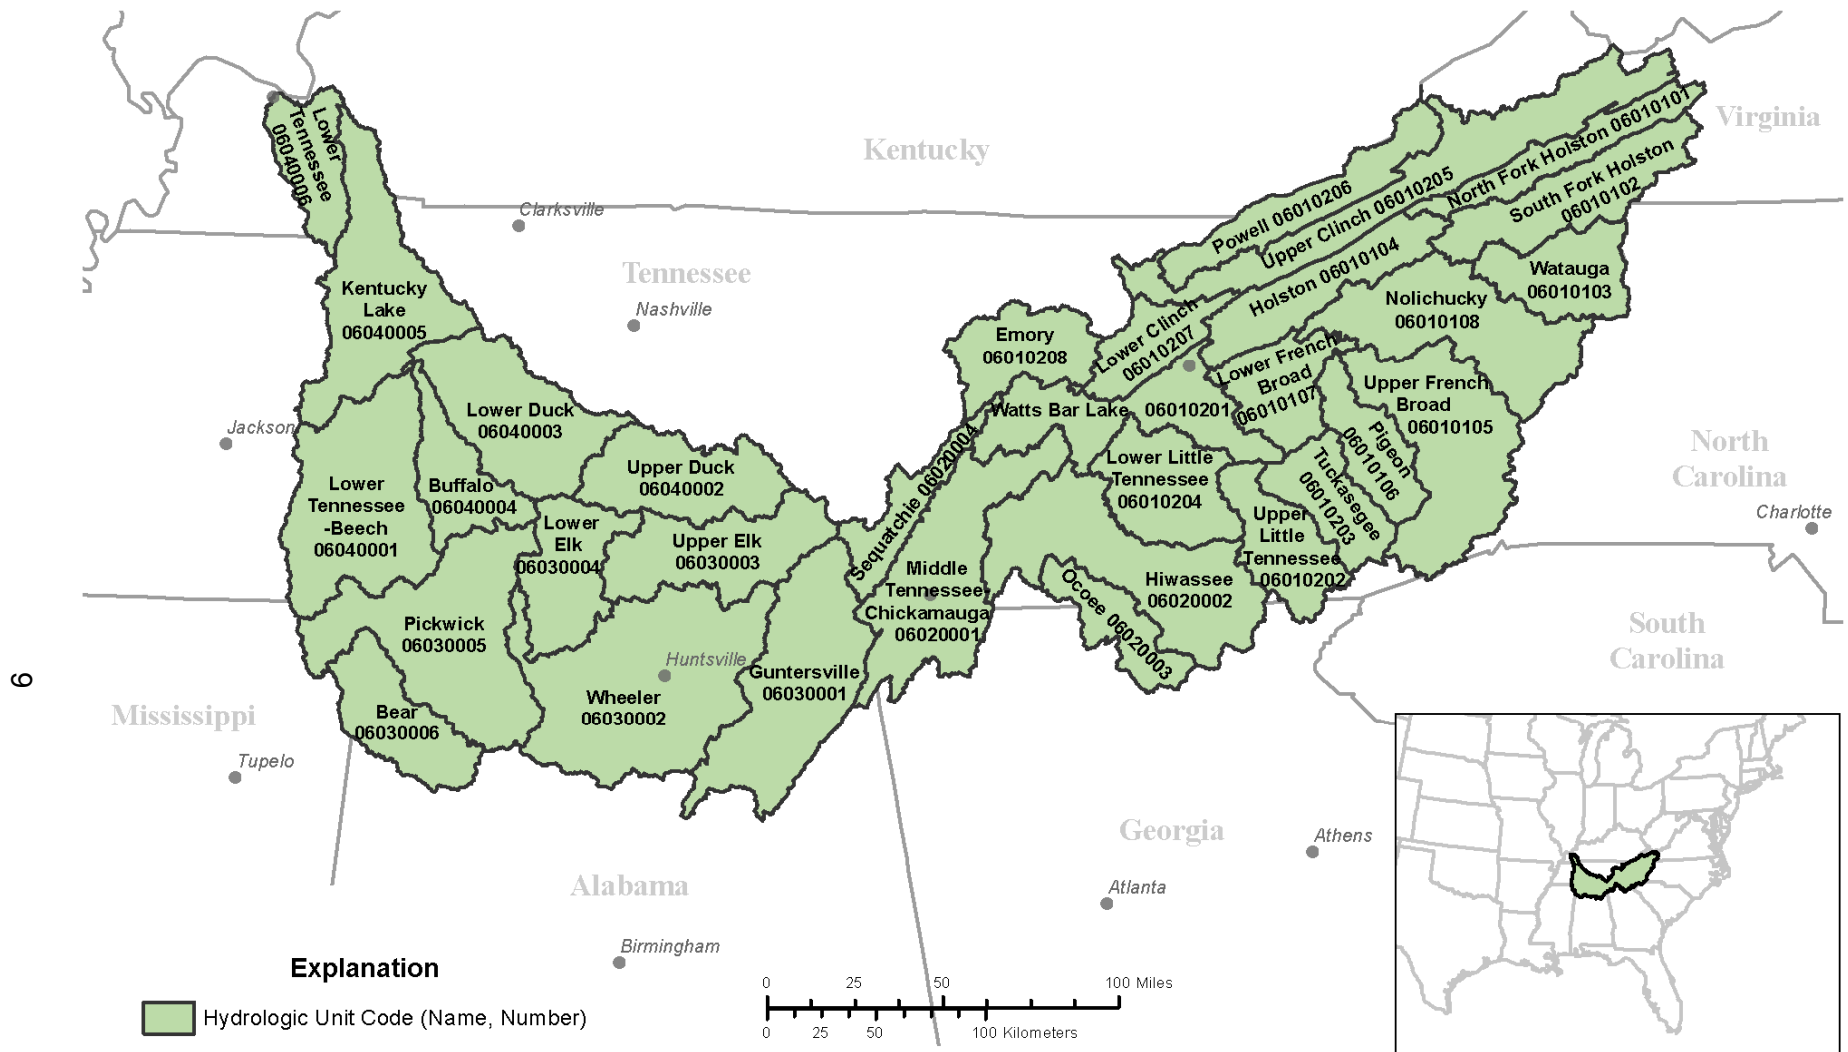 Kentucky
Virginia
Tennessee
North
Carolina
South
Carolina
Mississippi
Alabama
Georgia
Clarksville
Nashville
Jackson
Huntsville
Tupelo
Birmingham
Atlanta
Athens
Charlotte
Lower
Tennessee
06040006
Kentucky
Lake
06040005
Lower Duck
06040003
Upper Duck
06040002
Buffalo
06040004
Lower
Tennessee
-Beech
06040001
Lower
Elk
06030004
Upper Elk
06030003
Pickwick
06030005
Bear
06030006
Wheeler
06030002
Guntersville
06030001
Sequatchie 06020004
Middle
Tennessee-
Chickamauga
06020001
Ocoee 06020003
Hiwassee
06020002
Emory
06010208
Watts Bar Lake 06010201
Lower Clinch
06010207
Lower Little
Tennessee
06010204
Upper
Little
Tennessee
06010202
Tuckasegee
06010203
Pigeon
06010106
Lower French
Broad
06010107
Upper French
Broad
06010105
Nolichucky
06010108
Watauga
06010103
Holston 06010104
Powell 06010206
Upper Clinch 06010205
North Fork Holston 06010101
South Fork Holston
06010102
9
Explanation
Hydrologic Unit Code (Name, Number)
0 25 50 100 Miles
0 25 50 100 Kilometers